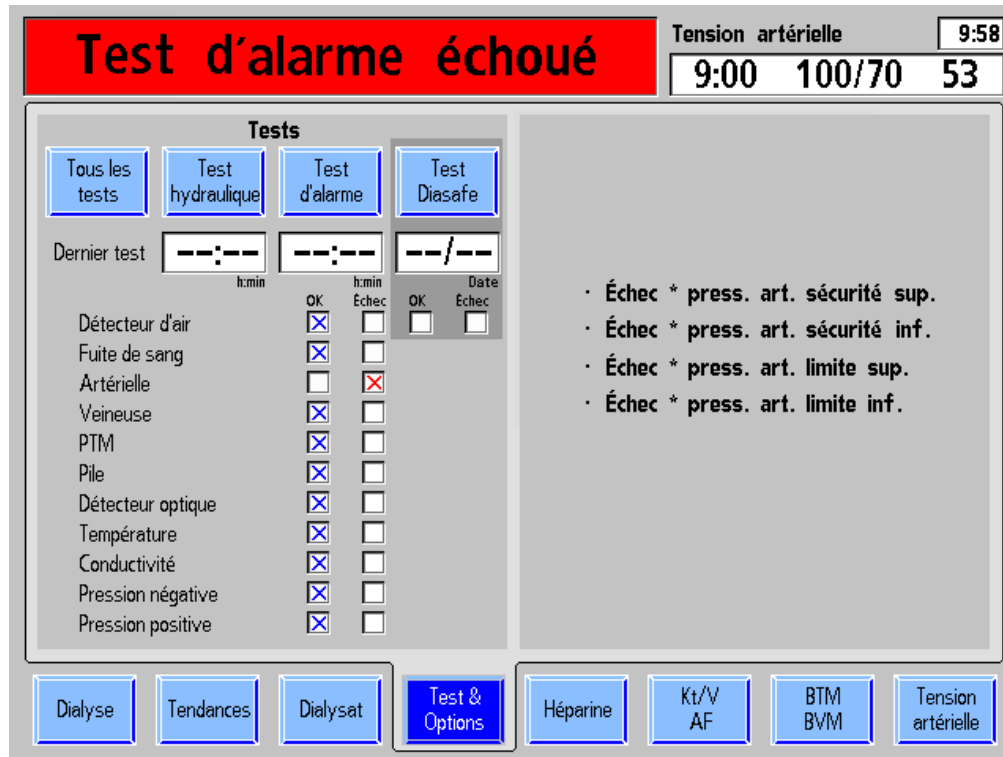 Test d´alarme échoué
Tension artérielle
9:58
9:00 100/70 53
Tests
Tous les
tests
Test
hydraulique
Test
d'alarme
Test
Diasafe
Dernier test
--:--
--:--
--/--
h:min
h:min
Date
OK Échec
OK Échec
Détecteur d'air
Fuite de sang
Artérielle
Veineuse
PTM
Pile
Détecteur optique
Température
Conductivité
Pression négative
Pression positive
· Échec * press. art. sécurité sup.
· Échec * press. art. sécurité inf.
· Échec * press. art. limite sup.
· Échec * press. art. limite inf.
Dialyse
Tendances
Dialysat
Test &
Options
Héparine
Kt/V
AF
BTM
BVM
Tension
artérielle